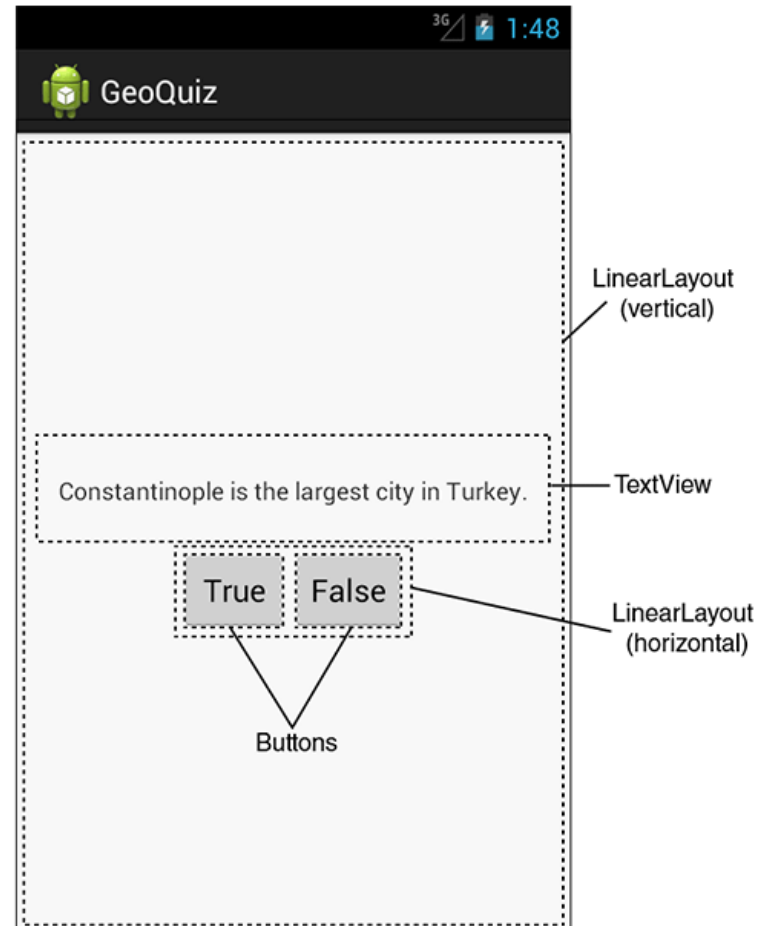 3G 1:48
GeoQuiz
LinearLayout
(vertical)
Constantinople is the largest city in Turkey.
TextView
True
False
LinearLayout
(horizontal)
Buttons